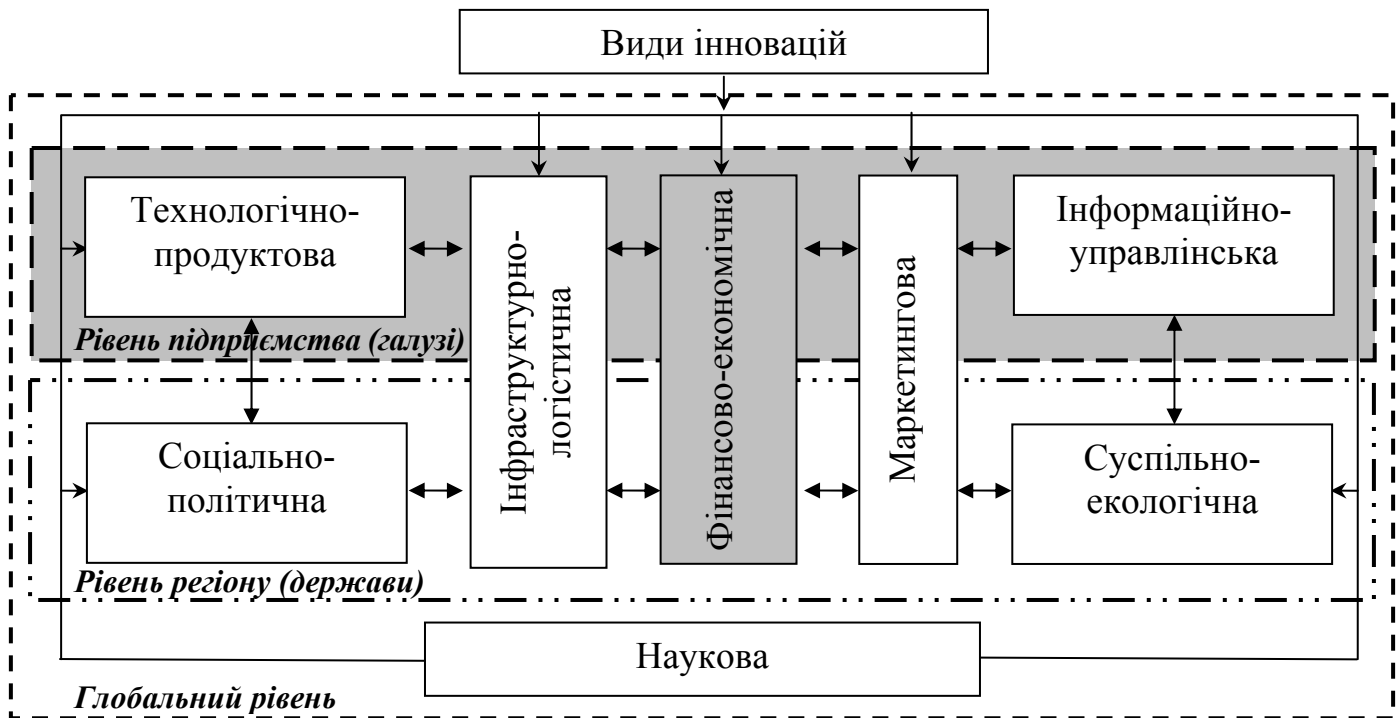 Види інновацій
Технологічно-
продуктова
Інфраструктурно-
логістична
Фінансово-економічна
Маркетингова
Інформаційно-
управлінська
Рівень підприємства (галузі)
Соціально-
політична
Суспільно-
екологічна
Рівень регіону (держави)
Наукова
Глобальний рівень